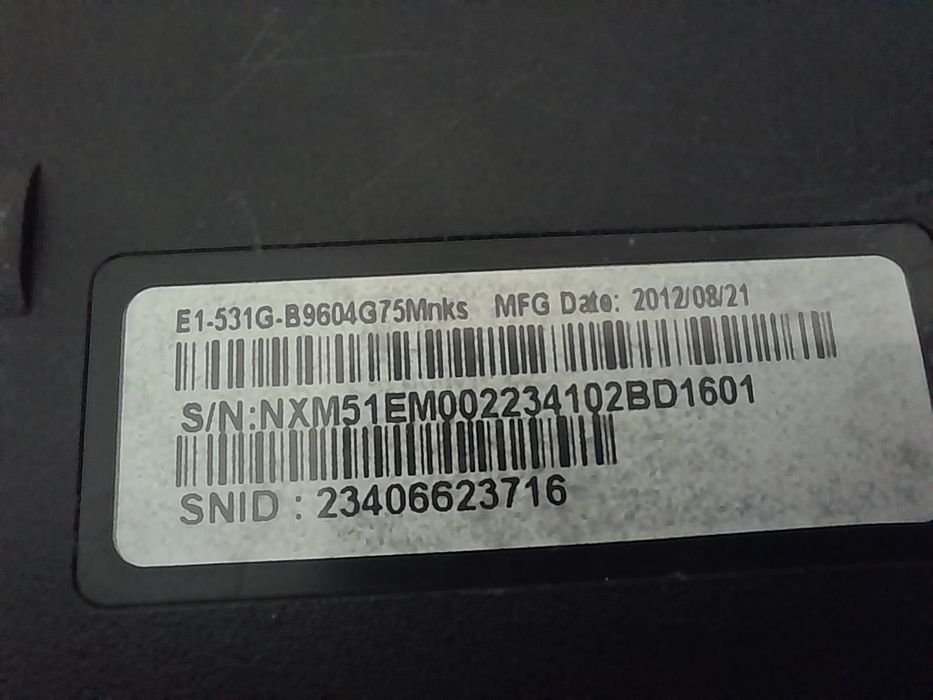 E1-531G-B9604G75Mnks MFG Date: 2012/08/21
S/N:NXM51EM002234102BD1601
SNID : 23406623716